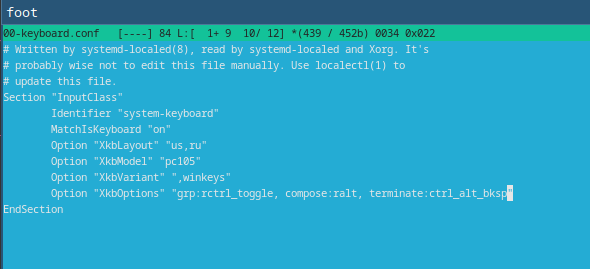 foot
00-keyboard.conf   [----] 84 L:[  1+ 9  10/ 12] *(439 / 452b) 0034 0x022
# Written by systemd-localed(8), read by systemd-localed and Xorg. It's
# probably wise not to edit this file manually. Use localectl(1) to
# update this file.
Section "InputClass"
        Identifier "system-keyboard"
        MatchIsKeyboard "on"
        Option "XkbLayout" "us,ru"
        Option "XkbModel" "pc105"
        Option "XkbVariant" ",winkeys"
        Option "XkbOptions" "grp:rctrl_toggle, compose:ralt, terminate:ctrl_alt_bksp"
EndSection